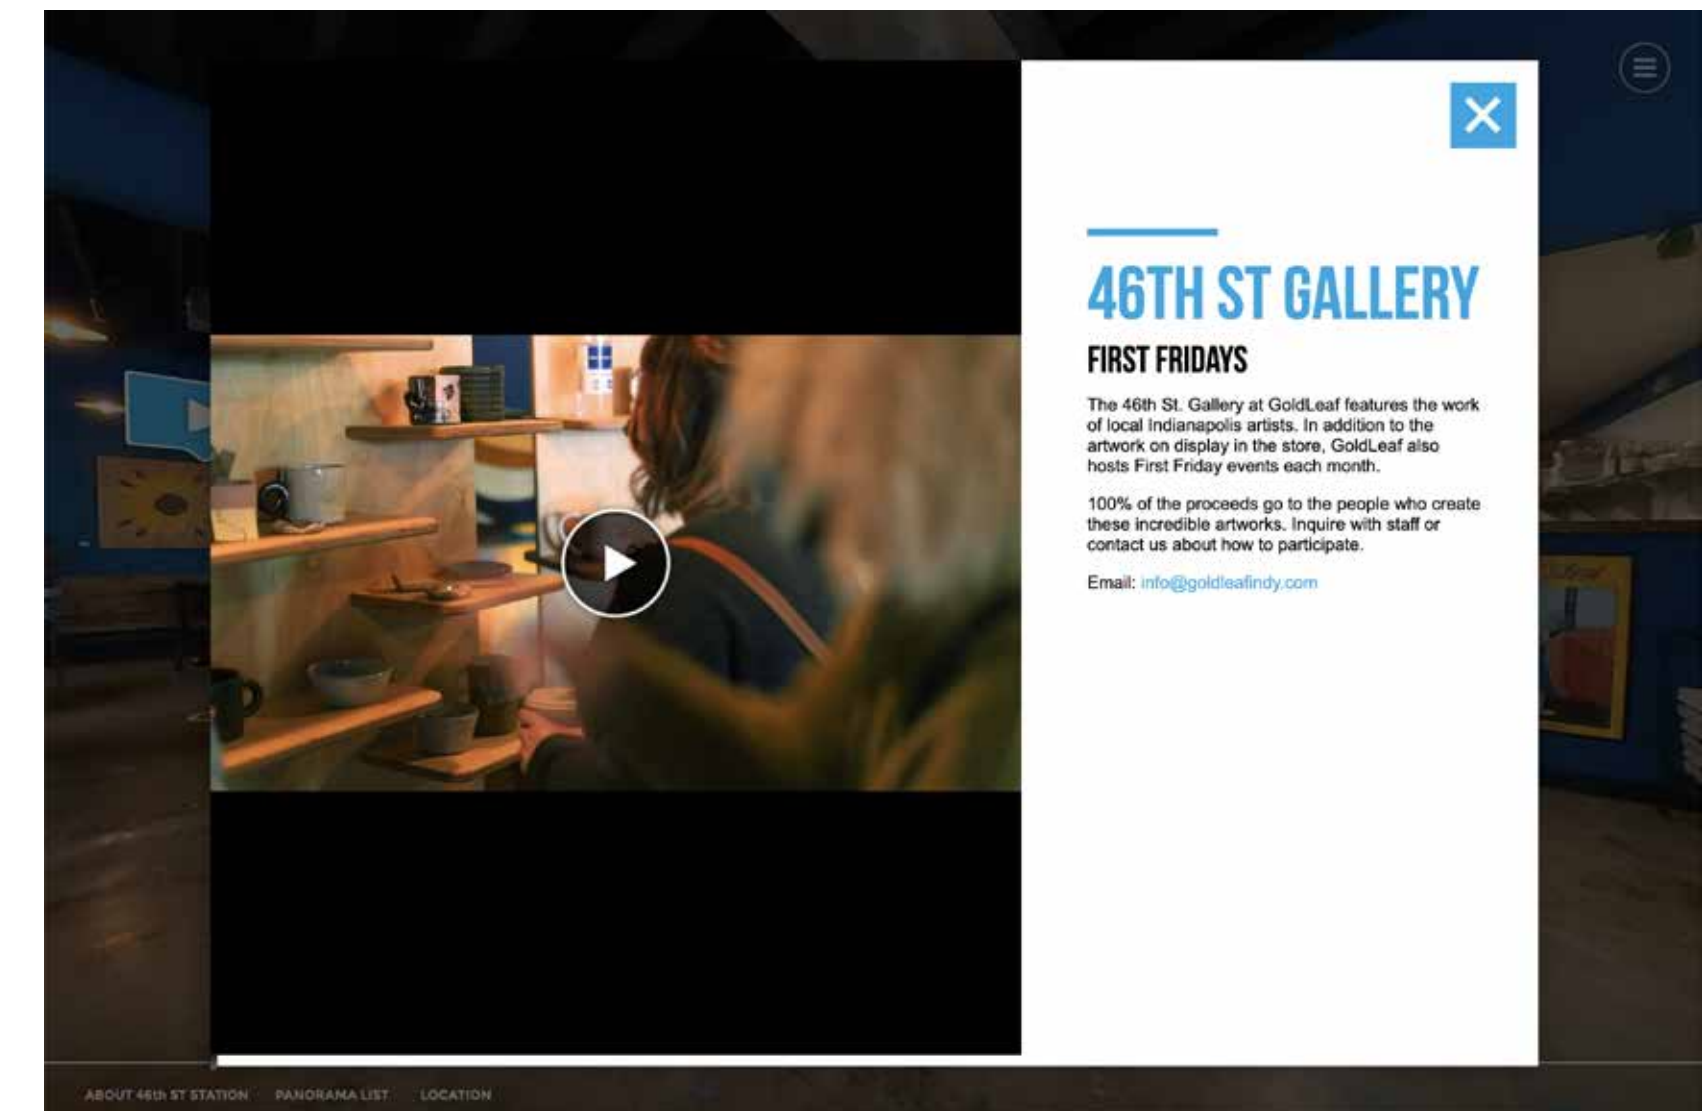 46TH ST GALLERY
FIRST FRIDAYS
The 46th St. Gallery at GoldLeaf features the work
of local Indianapolis artists. In addition to the
artwork on display in the store, GoldLeaf also
hosts First Friday events each month.
100% of the proceeds go to the people who create
these incredible artworks. Inquire with staff or
contact us about how to participate.
Email: info@goldleafindy.com
ABOUT 46th ST STATION PANORAMA LIST LOCATION